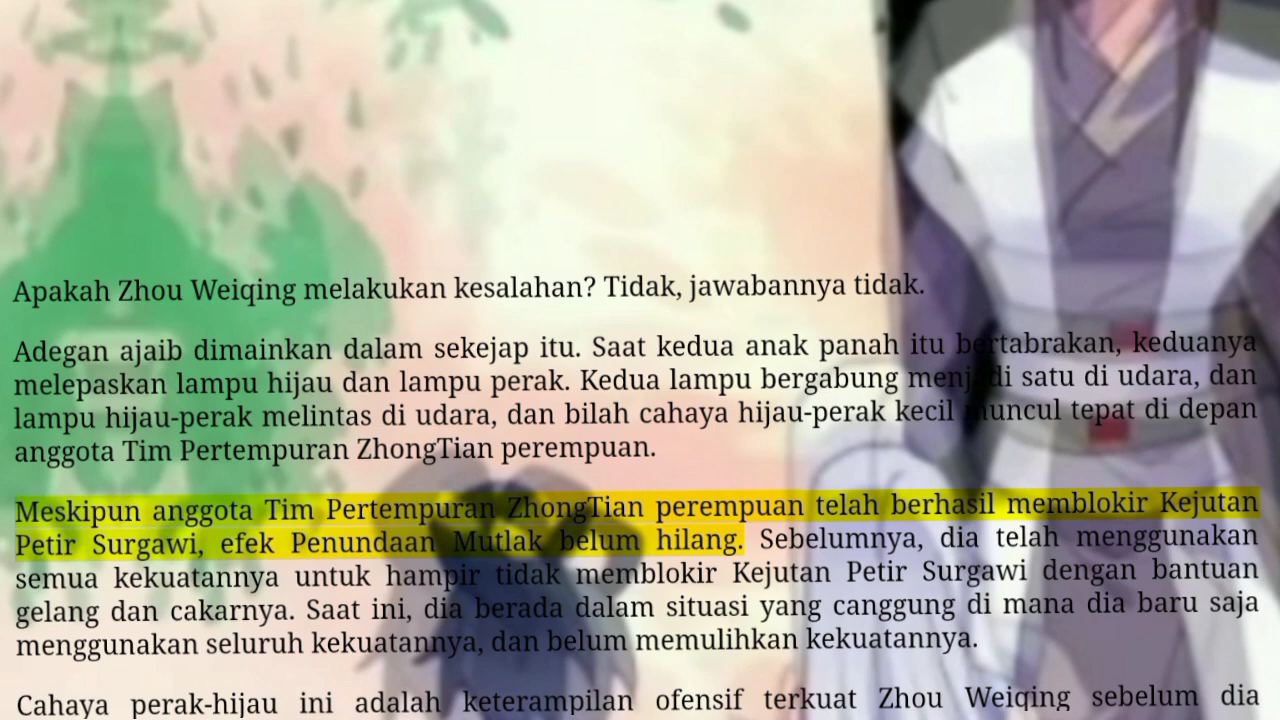 Apakah Zhou Weiqing melakukan kesalahan? Tidak, jawabannya tidak.
Adegan ajaib dimainkan dalam sekejap itu. Saat kedua anak panah itu bertabrakan, keduanya
melepaskan lampu hijau dan lampu perak. Kedua lampu bergabung menjadi satu di udara, dan
lampu hijau-perak melintas di udara, dan bilah cahaya hijau-perak kecil muncul tepat di depan
anggota Tim Pertempuran ZhongTian perempuan.
Meskipun anggota Tim Pertempuran ZhongTian perempuan telah berhasil memblokir Kejutan
Petir Surgawi, efek Penundaan Mutlak belum hilang. Sebelumnya, dia telah menggunakan
semua kekuatannya untuk hampir tidak memblokir Kejutan Petir Surgawi dengan bantuan
gelang dan cakarnya. Saat ini, dia berada dalam situasi yang canggung di mana dia baru saja
menggunakan seluruh kekuatannya, dan belum memulihkan kekuatannya.
Cahaya perak-hijau ini adalah keterampilan ofensif terkuat Zhou Weiqing sebelum dia